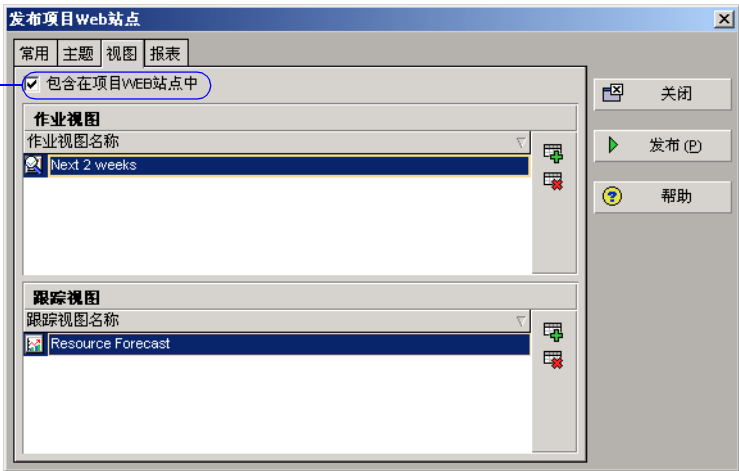 发布项目Web站点
常用 主题 视图 报表
包含在项目WEB站点中
作业视图
作业视图名称
Next 2 weeks
跟踪视图
跟踪视图名称
Resource Forecast
关闭
发布(P)
帮助